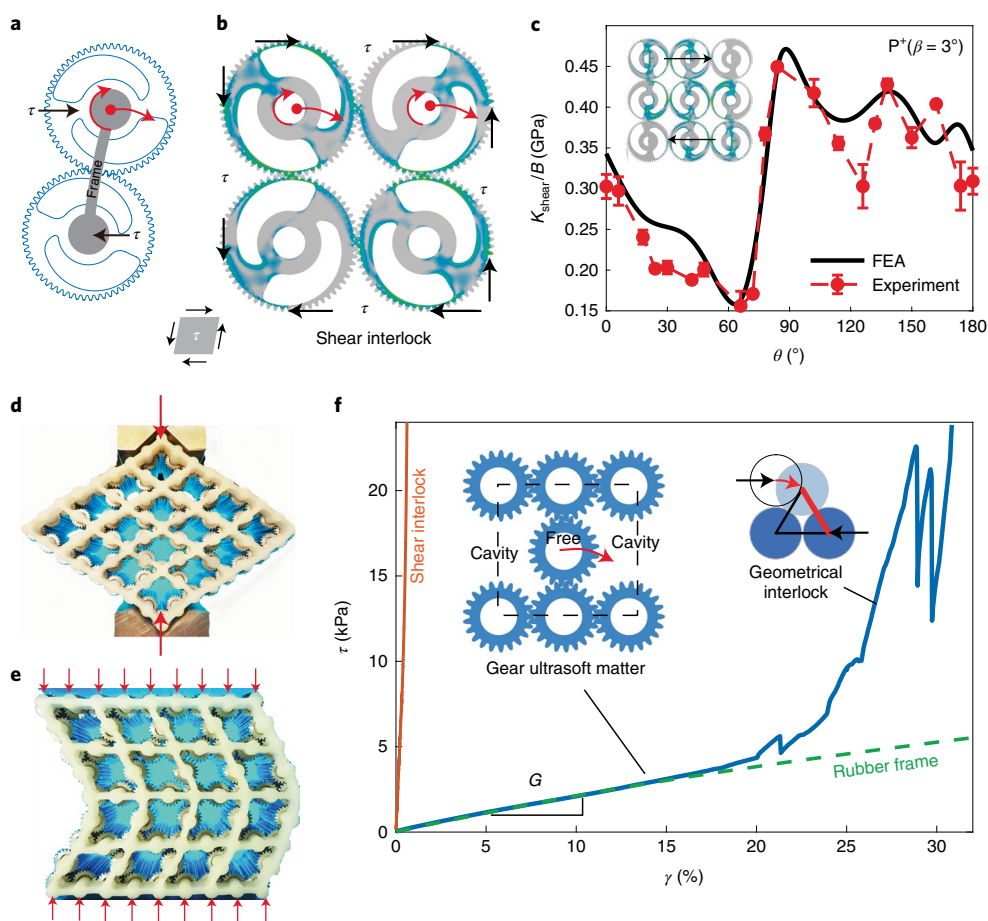 a
τ
Frame
τ
b
τ
τ
τ
τ
τ
Shear interlock
c
P⁺(β = 3°)
K_shear/B (GPa)
0.45
0.40
0.35
0.30
0.25
0.20
0.15
0 30 60 90 120 150 180
θ (°)
FEA
Experiment
d
e
f
τ (kPa)
20
15
10
5
0
0 5 10 15 20 25 30
γ (%)
Shear interlock
Cavity
Free
Cavity
Gear ultrasoft matter
Geometrical
interlock
G
Rubber frame